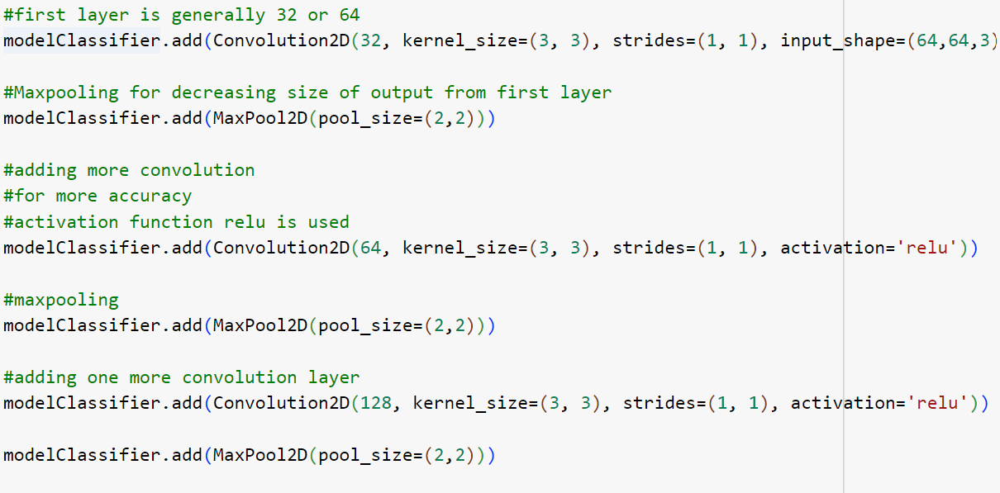 #first layer is generally 32 or 64
modelClassifier.add(Convolution2D(32, kernel_size=(3, 3), strides=(1, 1), input_shape=(64,64,3)
#Maxpooling for decreasing size of output from first layer
modelClassifier.add(MaxPool2D(pool_size=(2,2)))
#adding more convolution
#for more accuracy
#activation function relu is used
modelClassifier.add(Convolution2D(64, kernel_size=(3, 3), strides=(1, 1), activation='relu'))
#maxpooling
modelClassifier.add(MaxPool2D(pool_size=(2,2)))
#adding one more convolution layer
modelClassifier.add(Convolution2D(128, kernel_size=(3, 3), strides=(1, 1), activation='relu'))
modelClassifier.add(MaxPool2D(pool_size=(2,2)))